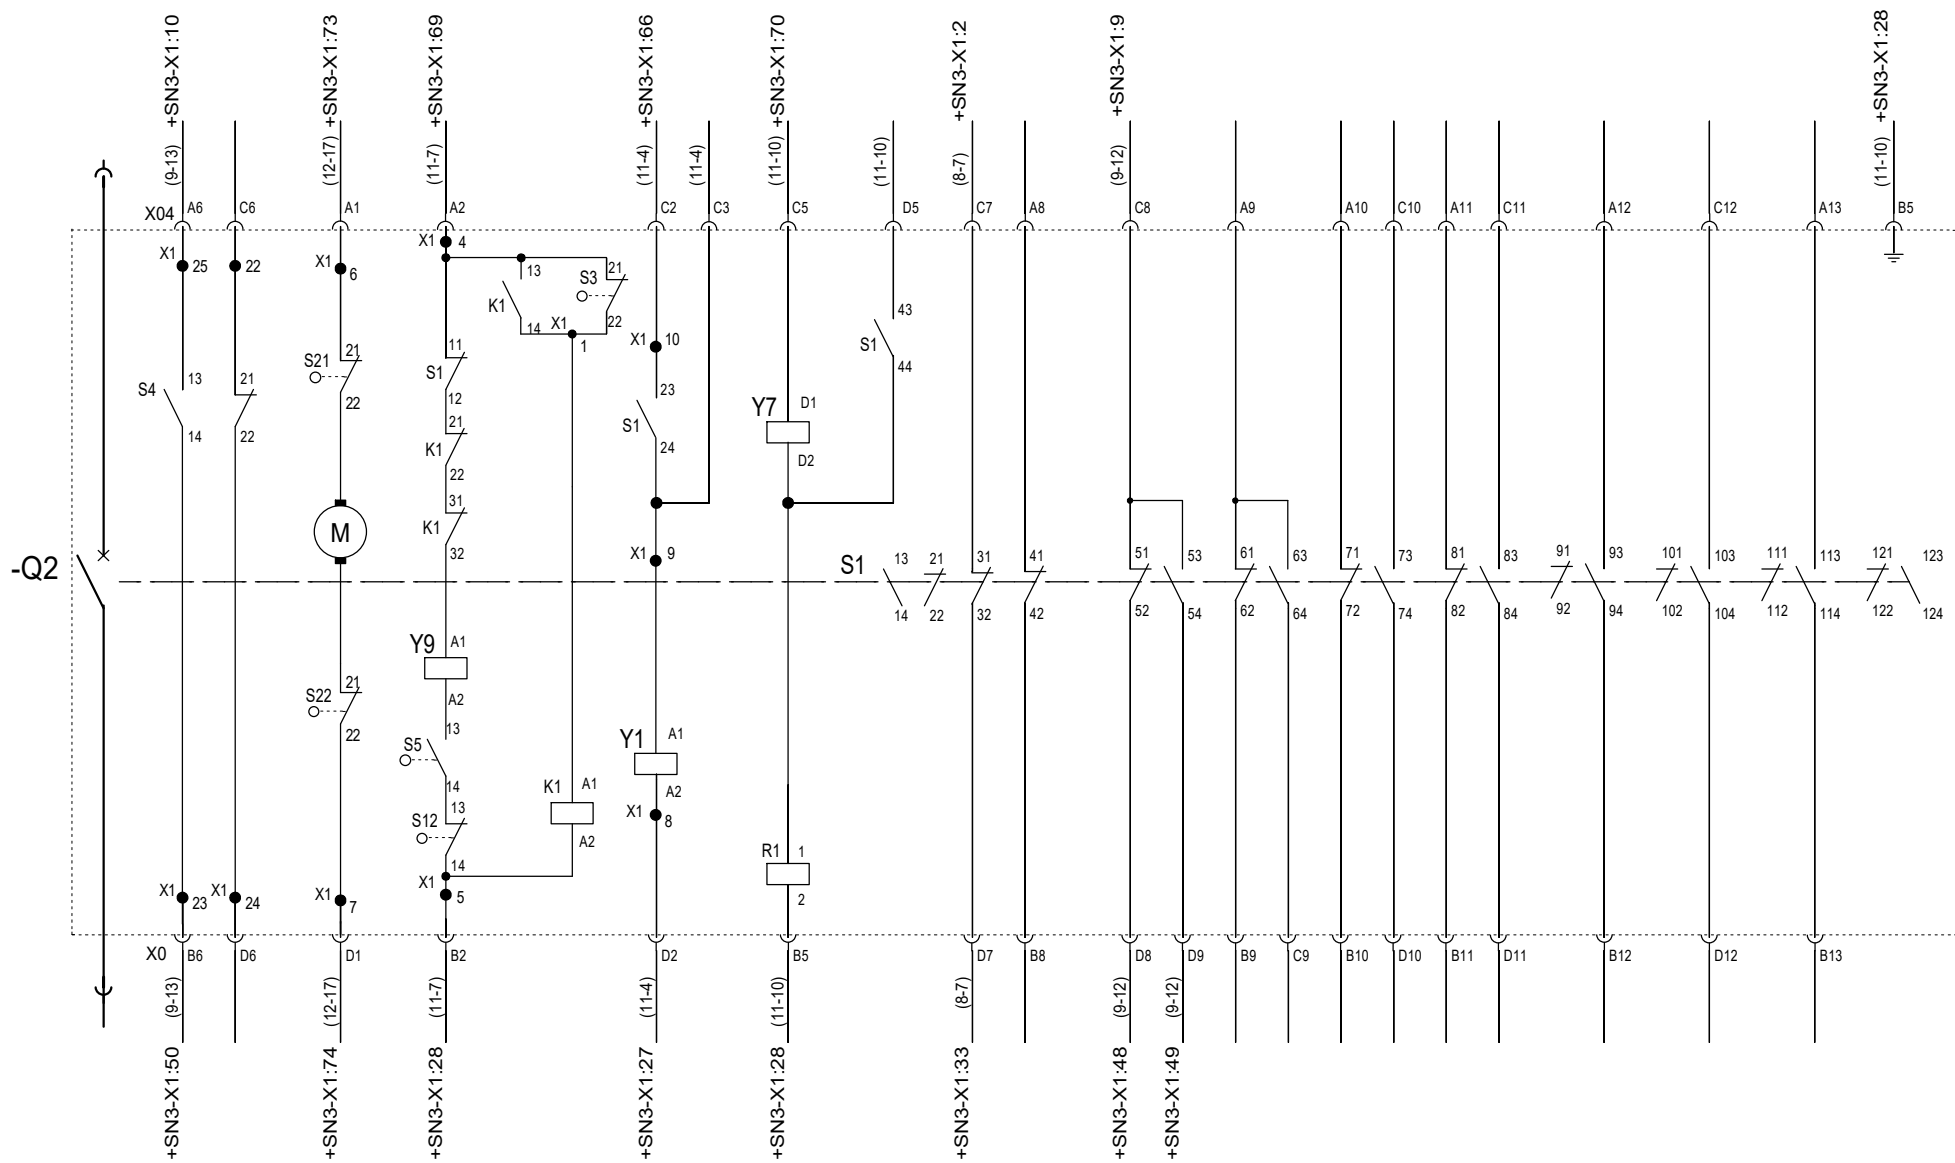 +SN3-X1:10
+SN3-X1:73
+SN3-X1:69
+SN3-X1:66
+SN3-X1:70
+SN3-X1:2
+SN3-X1:9
+SN3-X1:28
(9-13)
(12-17)
(11-7)
(11-4)
(11-4)
(11-10)
(11-10)
(8-7)
(9-12)
(11-10)
X04 A6 C6 A1 A2 C2 C3 C5 D5 C7 A8 C8 A9 A10 C10 A11 C11 A12 C12 A13 B5
X1 4
X1 25 22
X1 6
13
S3 21
K1
14 X1 22
1
X1 10
43
S1
44
11
S1
12
S21 21
22
S4 13
14
21
22
23
S1
24
Y7 D1
D2
21
K1
22
31
K1
32
M
X1 9
-Q2
S1
13 21 31 41 51 53 61 63 71 73 81 83 91 93 101 103 111 113 121 123
14 22 32 42 52 54 62 64 72 74 82 84 92 94 102 104 112 114 122 124
Y9 A1
A2
S22 21
22
13
S5
14
Y1 A1
A2
X1 8
K1 A1
A2
13
S12
14
R1 1
2
X1 23
X1 24
X1 7
X1 5
X0 B6 D6 D1 B2 D2 B5 D7 B8 D8 D9 B9 C9 B10 D10 B11 D11 B12 D12 B13
(9-13)
(12-17)
(11-7)
(11-4)
(11-10)
(8-7)
(9-12)
(9-12)
+SN3-X1:50
+SN3-X1:74
+SN3-X1:28
+SN3-X1:27
+SN3-X1:28
+SN3-X1:33
+SN3-X1:48
+SN3-X1:49